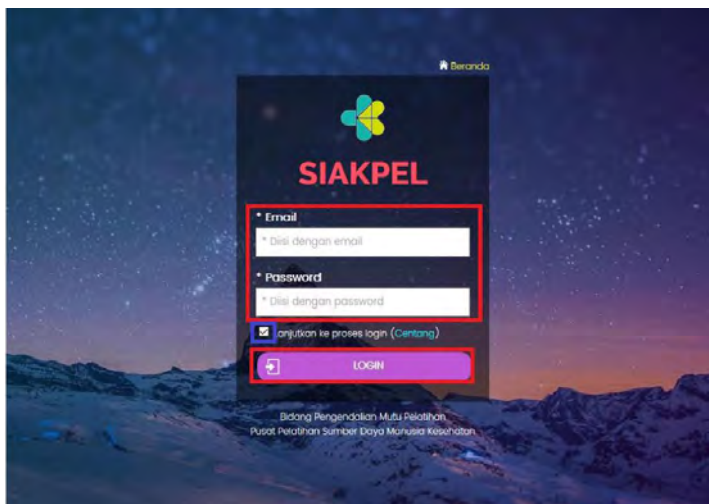 Beranda
SIAKPEL
* Email
* Diisi dengan email
* Password
* Diisi dengan password
anjutkan ke proses login (Centang)
LOGIN
Bidang Pengendalian Mutu Pelatihan
Pusat Pelatihan Sumber Daya Manusia Kesehatan